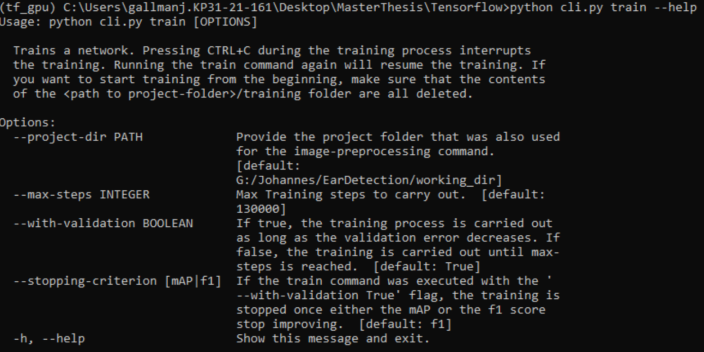 (tf_gpu) C:\Users\gallmanj.KP31-21-161\Desktop\MasterThesis\Tensorflow>python cli.py train --help
Usage: python cli.py train [OPTIONS]
Trains a network. Pressing CTRL+C during the training process interrupts
the training. Running the train command again will resume the training. If
you want to start training from the beginning, make sure that the contents
of the <path to project-folder>/training folder are all deleted.
Options:
--project-dir PATH Provide the project folder that was also used
for the image-preprocessing command.
[default:
G:/Johannes/EarDetection/working_dir]
--max-steps INTEGER Max Training steps to carry out. [default:
130000]
--with-validation BOOLEAN If true, the training process is carried out
as long as the validation error decreases. If
false, the training is carried out until max-
steps is reached. [default: True]
--stopping-criterion [mAP|f1] If the train command was executed with the '
--with-validation True' flag, the training is
stopped once either the mAP or the f1 score
stop improving. [default: f1]
-h, --help Show this message and exit.